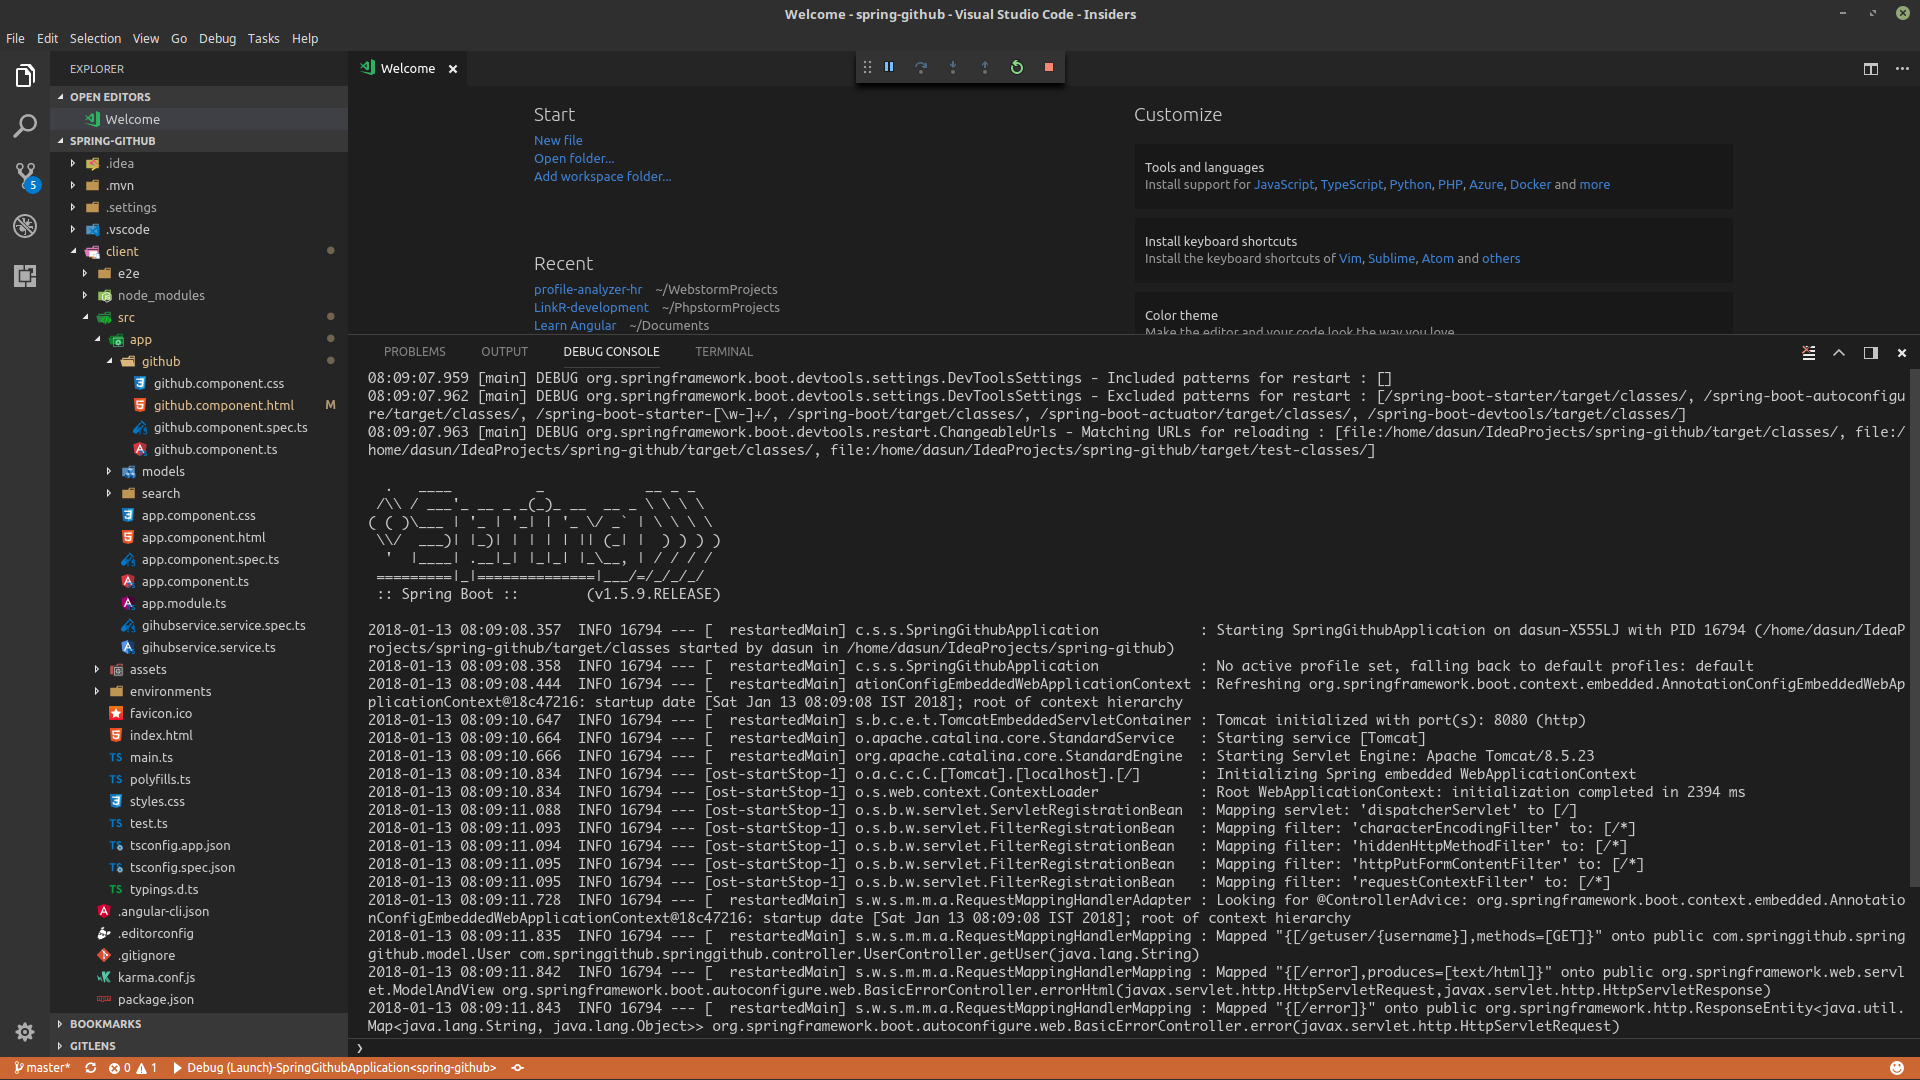 Welcome - spring-github - Visual Studio Code - Insiders
File Edit Selection View Go Debug Tasks Help
EXPLORER
OPEN EDITORS
Welcome
SPRING-GITHUB
.idea
.mvn
.settings
.vscode
client
e2e
node_modules
src
app
github
github.component.css
github.component.html M
github.component.spec.ts
github.component.ts
models
search
app.component.css
app.component.html
app.component.spec.ts
app.component.ts
app.module.ts
gihubservice.service.spec.ts
gihubservice.service.ts
assets
environments
favicon.ico
index.html
TS main.ts
TS polyfills.ts
styles.css
TS test.ts
TS tsconfig.app.json
TS tsconfig.spec.json
TS typings.d.ts
.angular-cli.json
.editorconfig
.gitignore
karma.conf.js
package.json
BOOKMARKS
GITLENS
5
Welcome
Start
New file
Open folder...
Add workspace folder...
Recent
profile-analyzer-hr ~/WebstormProjects
LinkR-development ~/PhpstormProjects
Learn Angular ~/Documents
Customize
Tools and languages
Install support for JavaScript, TypeScript, Python, PHP, Azure, Docker and more
Install keyboard shortcuts
Install the keyboard shortcuts of Vim, Sublime, Atom and others
Color theme
Make the editor and your code look the way you love
PROBLEMS OUTPUT DEBUG CONSOLE TERMINAL
08:09:07.959 [main] DEBUG org.springframework.boot.devtools.settings.DevToolsSettings - Included patterns for restart : []
08:09:07.962 [main] DEBUG org.springframework.boot.devtools.settings.DevToolsSettings - Excluded patterns for restart : [/spring-boot-starter/target/classes/, /spring-boot-autoconfigu
re/target/classes/, /spring-boot-starter-[\w-]+/, /spring-boot/target/classes/, /spring-boot-actuator/target/classes/, /spring-boot-devtools/target/classes/]
08:09:07.963 [main] DEBUG org.springframework.boot.devtools.restart.ChangeableUrls - Matching URLs for reloading : [file:/home/dasun/IdeaProjects/spring-github/target/classes/, file:/
home/dasun/IdeaProjects/spring-github/target/classes/, file:/home/dasun/IdeaProjects/spring-github/target/test-classes/]
  .   ____          _            __ _ _
 /\\ / ___'_ __ _ _(_)_ __  __ _ \ \ \ \
( ( )\___ | '_ | '_| | '_ \/ _` | \ \ \ \
 \\/  ___)| |_)| | | | | || (_| |  ) ) ) )
  '  |____| .__|_| |_|_| |_\__, | / / / /
 =========|_|==============|___/=/_/_/_/
 :: Spring Boot ::        (v1.5.9.RELEASE)
2018-01-13 08:09:08.357  INFO 16794 --- [  restartedMain] c.s.s.SpringGithubApplication            : Starting SpringGithubApplication on dasun-X555LJ with PID 16794 (/home/dasun/IdeaP
rojects/spring-github/target/classes started by dasun in /home/dasun/IdeaProjects/spring-github)
2018-01-13 08:09:08.358  INFO 16794 --- [  restartedMain] c.s.s.SpringGithubApplication            : No active profile set, falling back to default profiles: default
2018-01-13 08:09:08.444  INFO 16794 --- [  restartedMain] ationConfigEmbeddedWebApplicationContext : Refreshing org.springframework.boot.context.embedded.AnnotationConfigEmbeddedWebAp
plicationContext@18c47216: startup date [Sat Jan 13 08:09:08 IST 2018]; root of context hierarchy
2018-01-13 08:09:10.647  INFO 16794 --- [  restartedMain] s.b.c.e.t.TomcatEmbeddedServletContainer : Tomcat initialized with port(s): 8080 (http)
2018-01-13 08:09:10.664  INFO 16794 --- [  restartedMain] o.apache.catalina.core.StandardService   : Starting service [Tomcat]
2018-01-13 08:09:10.666  INFO 16794 --- [  restartedMain] org.apache.catalina.core.StandardEngine  : Starting Servlet Engine: Apache Tomcat/8.5.23
2018-01-13 08:09:10.834  INFO 16794 --- [ost-startStop-1] o.a.c.c.C.[Tomcat].[localhost].[/]       : Initializing Spring embedded WebApplicationContext
2018-01-13 08:09:10.834  INFO 16794 --- [ost-startStop-1] o.s.web.context.ContextLoader            : Root WebApplicationContext: initialization completed in 2394 ms
2018-01-13 08:09:11.088  INFO 16794 --- [ost-startStop-1] o.s.b.w.servlet.ServletRegistrationBean  : Mapping servlet: 'dispatcherServlet' to [/]
2018-01-13 08:09:11.093  INFO 16794 --- [ost-startStop-1] o.s.b.w.servlet.FilterRegistrationBean   : Mapping filter: 'characterEncodingFilter' to: [/*]
2018-01-13 08:09:11.094  INFO 16794 --- [ost-startStop-1] o.s.b.w.servlet.FilterRegistrationBean   : Mapping filter: 'hiddenHttpMethodFilter' to: [/*]
2018-01-13 08:09:11.095  INFO 16794 --- [ost-startStop-1] o.s.b.w.servlet.FilterRegistrationBean   : Mapping filter: 'httpPutFormContentFilter' to: [/*]
2018-01-13 08:09:11.095  INFO 16794 --- [ost-startStop-1] o.s.b.w.servlet.FilterRegistrationBean   : Mapping filter: 'requestContextFilter' to: [/*]
2018-01-13 08:09:11.728  INFO 16794 --- [  restartedMain] s.w.s.m.m.a.RequestMappingHandlerAdapter : Looking for @ControllerAdvice: org.springframework.boot.context.embedded.Annotatio
nConfigEmbeddedWebApplicationContext@18c47216: startup date [Sat Jan 13 08:09:08 IST 2018]; root of context hierarchy
2018-01-13 08:09:11.835  INFO 16794 --- [  restartedMain] s.w.s.m.m.a.RequestMappingHandlerMapping : Mapped "{[/getuser/{username}],methods=[GET]}" onto public com.springgithub.spring
github.model.User com.springgithub.springgithub.controller.UserController.getUser(java.lang.String)
2018-01-13 08:09:11.842  INFO 16794 --- [  restartedMain] s.w.s.m.m.a.RequestMappingHandlerMapping : Mapped "{[/error],produces=[text/html]}" onto public org.springframework.web.servl
et.ModelAndView org.springframework.boot.autoconfigure.web.BasicErrorController.errorHtml(javax.servlet.http.HttpServletRequest,javax.servlet.http.HttpServletResponse)
2018-01-13 08:09:11.843  INFO 16794 --- [  restartedMain] s.w.s.m.m.a.RequestMappingHandlerMapping : Mapped "{[/error]}" onto public org.springframework.http.ResponseEntity<java.util.
Map<java.lang.String, java.lang.Object>> org.springframework.boot.autoconfigure.web.BasicErrorController.error(javax.servlet.http.HttpServletRequest)
master* 0 1 Debug (Launch)-SpringGithubApplication<spring-github>